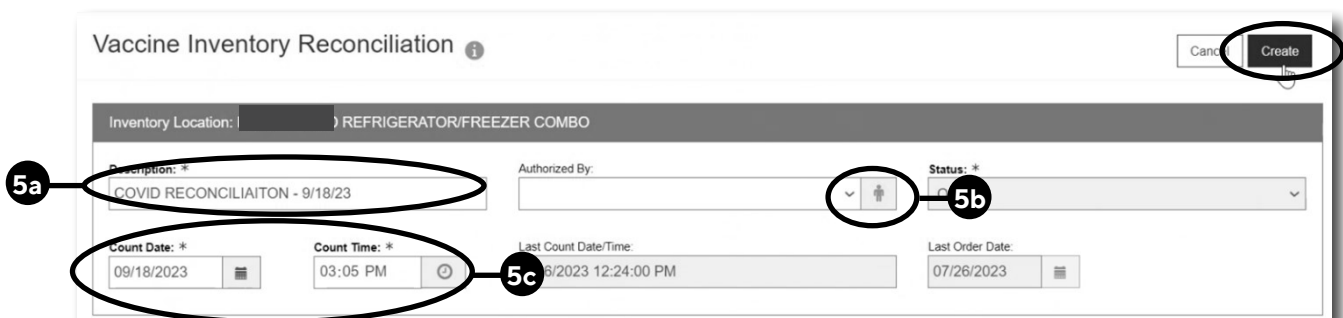 Vaccine Inventory Reconciliation
Create
Inventory Location: REFRIGERATOR/FREEZER COMBO
Description: * Authorized By: Status: *
5a COVID RECONCILIAITON - 9/18/23 5b
Count Date: * Count Time: * Last Count Date/Time: Last Order Date:
09/18/2023 03:05 PM 5c 6/2023 12:24:00 PM 07/26/2023